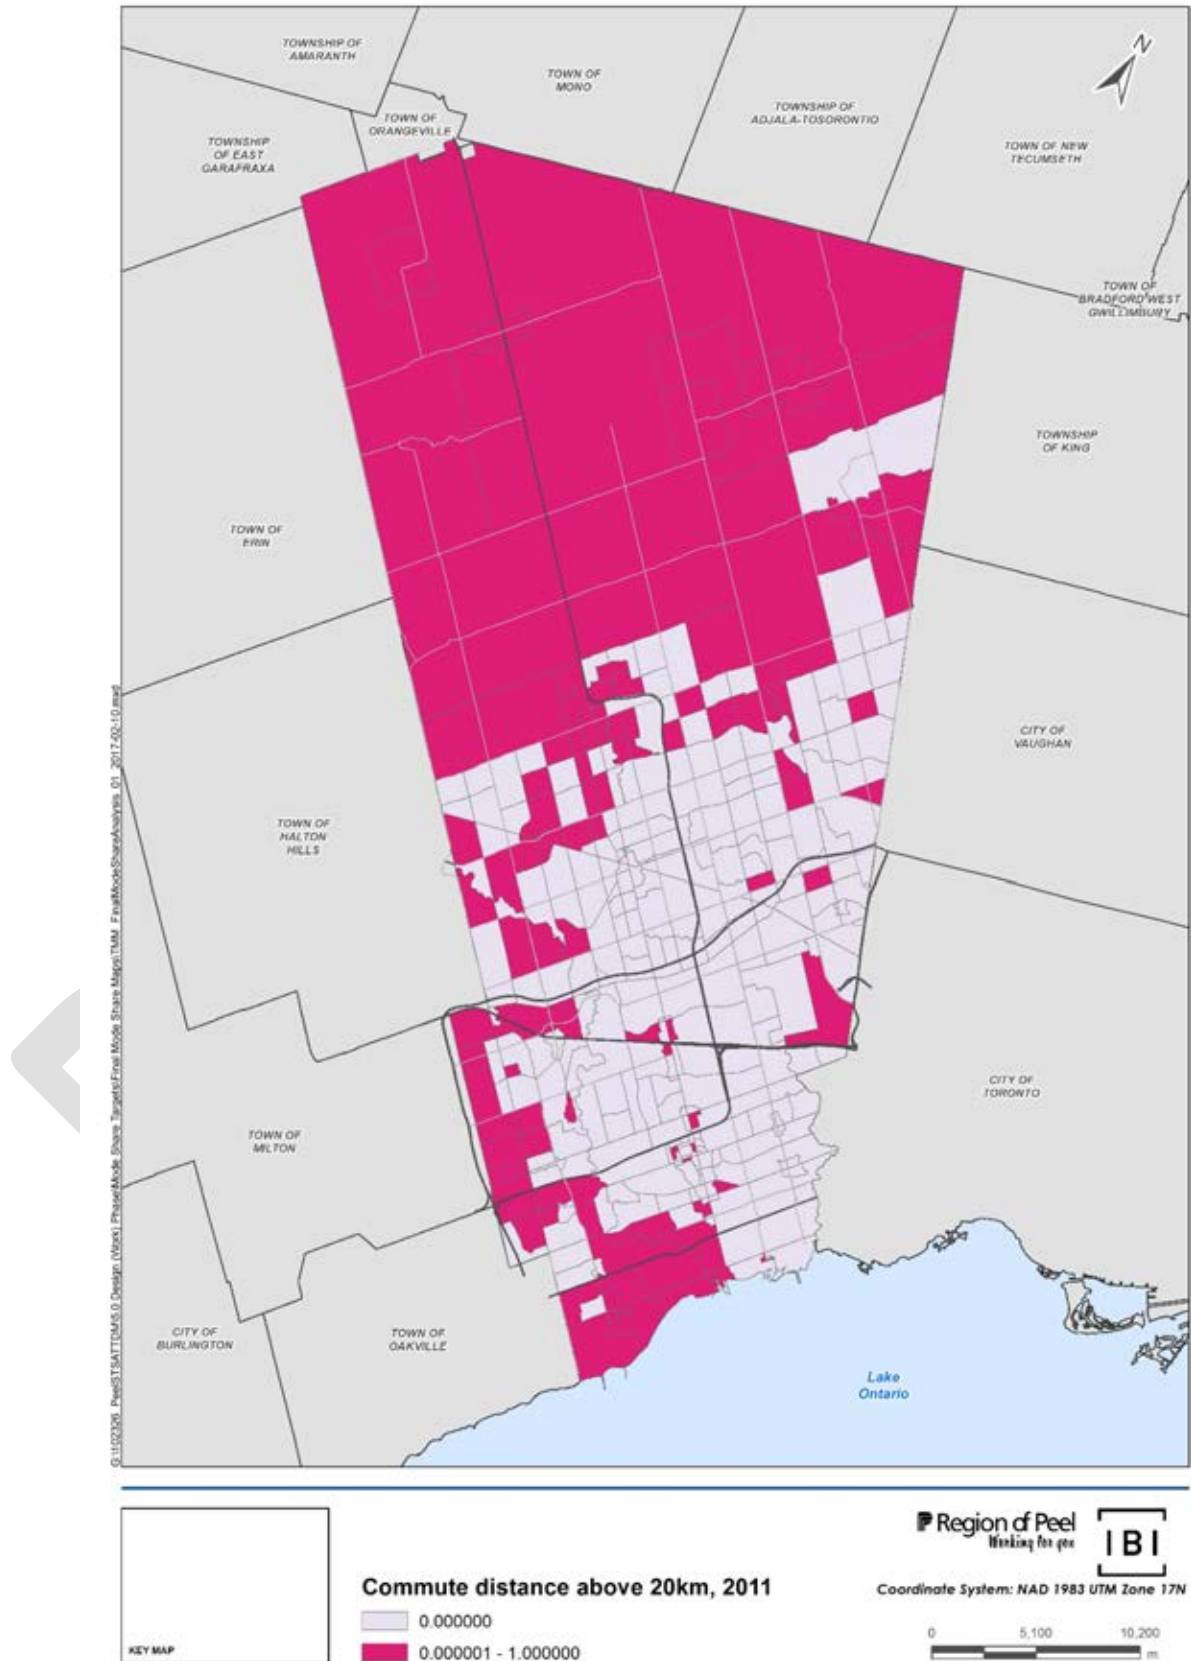 N
TOWNSHIP OF
AMARANTH
TOWN OF
MONO
TOWNSHIP OF
ADJALA-TOSORONTIO
TOWN OF
ORANGEVILLE
TOWNSHIP
OF EAST
GARAFRAXA
TOWN OF NEW
TECUMSETH
TOWN OF
BRADFORD WEST
GWILLIMBURY
TOWNSHIP
OF KING
TOWN OF
ERIN
CITY OF
VAUGHAN
TOWN OF
HALTON
HILLS
CITY OF
TORONTO
TOWN OF
MILTON
CITY OF
BURLINGTON
TOWN OF
OAKVILLE
Lake
Ontario
Region of Peel
Working for you
IBI
Commute distance above 20km, 2011
Coordinate System: NAD 1983 UTM Zone 17N
0.000000
0.000001 - 1.000000
KEY MAP
0 5,100 10,200
m